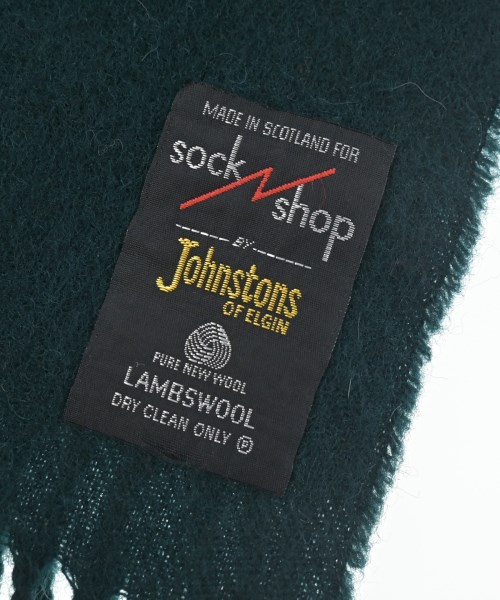 MADE IN SCOTLAND FOR
sock
shop
BY
Johnstons
OF ELGIN
PURE NEW WOOL
LAMBSWOOL
DRY CLEAN ONLY Ⓟ